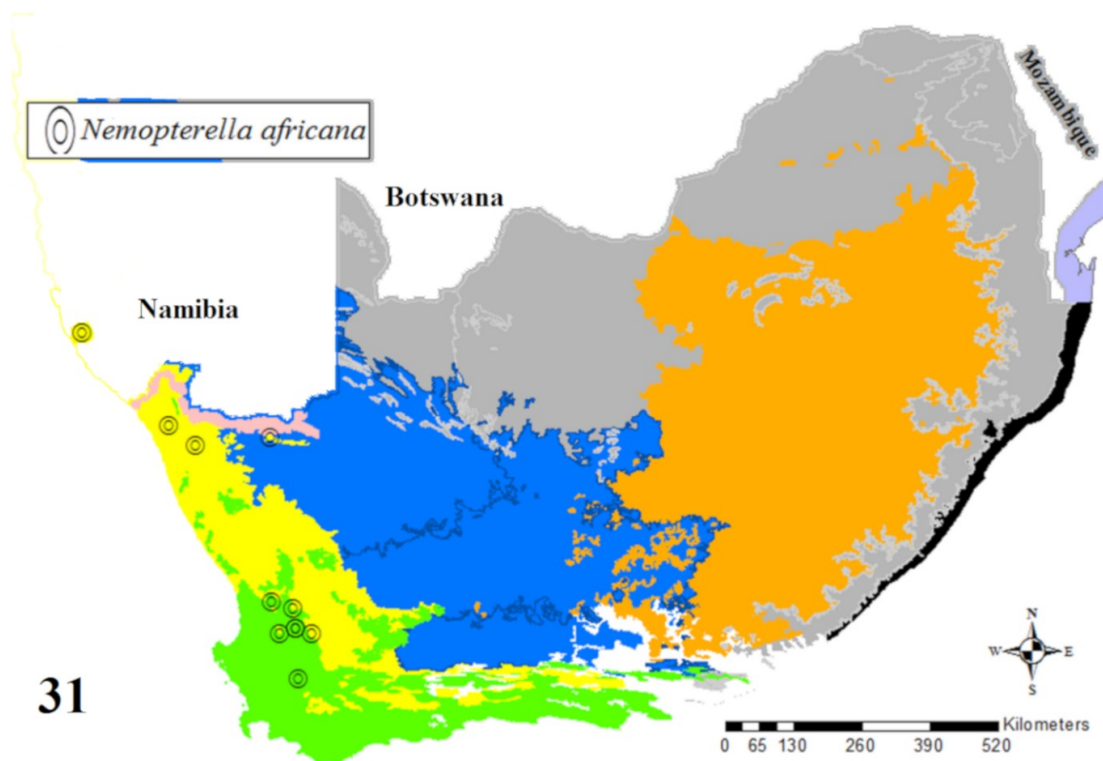 Mozambique
Nemopterella africana
Botswana
Namibia
N
W E
S
31
Kilometers
0 65 130 260 390 520